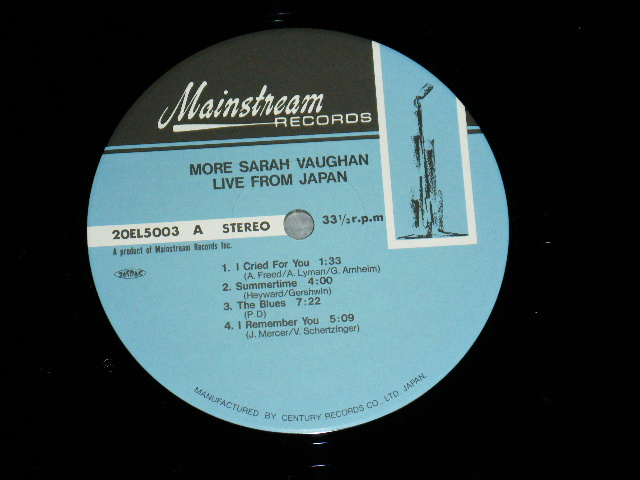 Mainstream
RECORDS
MORE SARAH VAUGHAN
LIVE FROM JAPAN
20EL5003 A STEREO 33⅓r.p.m
A product of Mainstream Records Inc.
JASRAC
1. I Cried For You 1:33
(A. Freed/A. Lyman/G. Arnheim)
2. Summertime 4:00
(Heyward/Gershwin)
3. The Blues 7:22
(P.D)
4. I Remember You 5:09
(J. Mercer/V. Schertzinger)
MANUFACTURED BY CENTURY RECORDS CO., LTD. JAPAN.